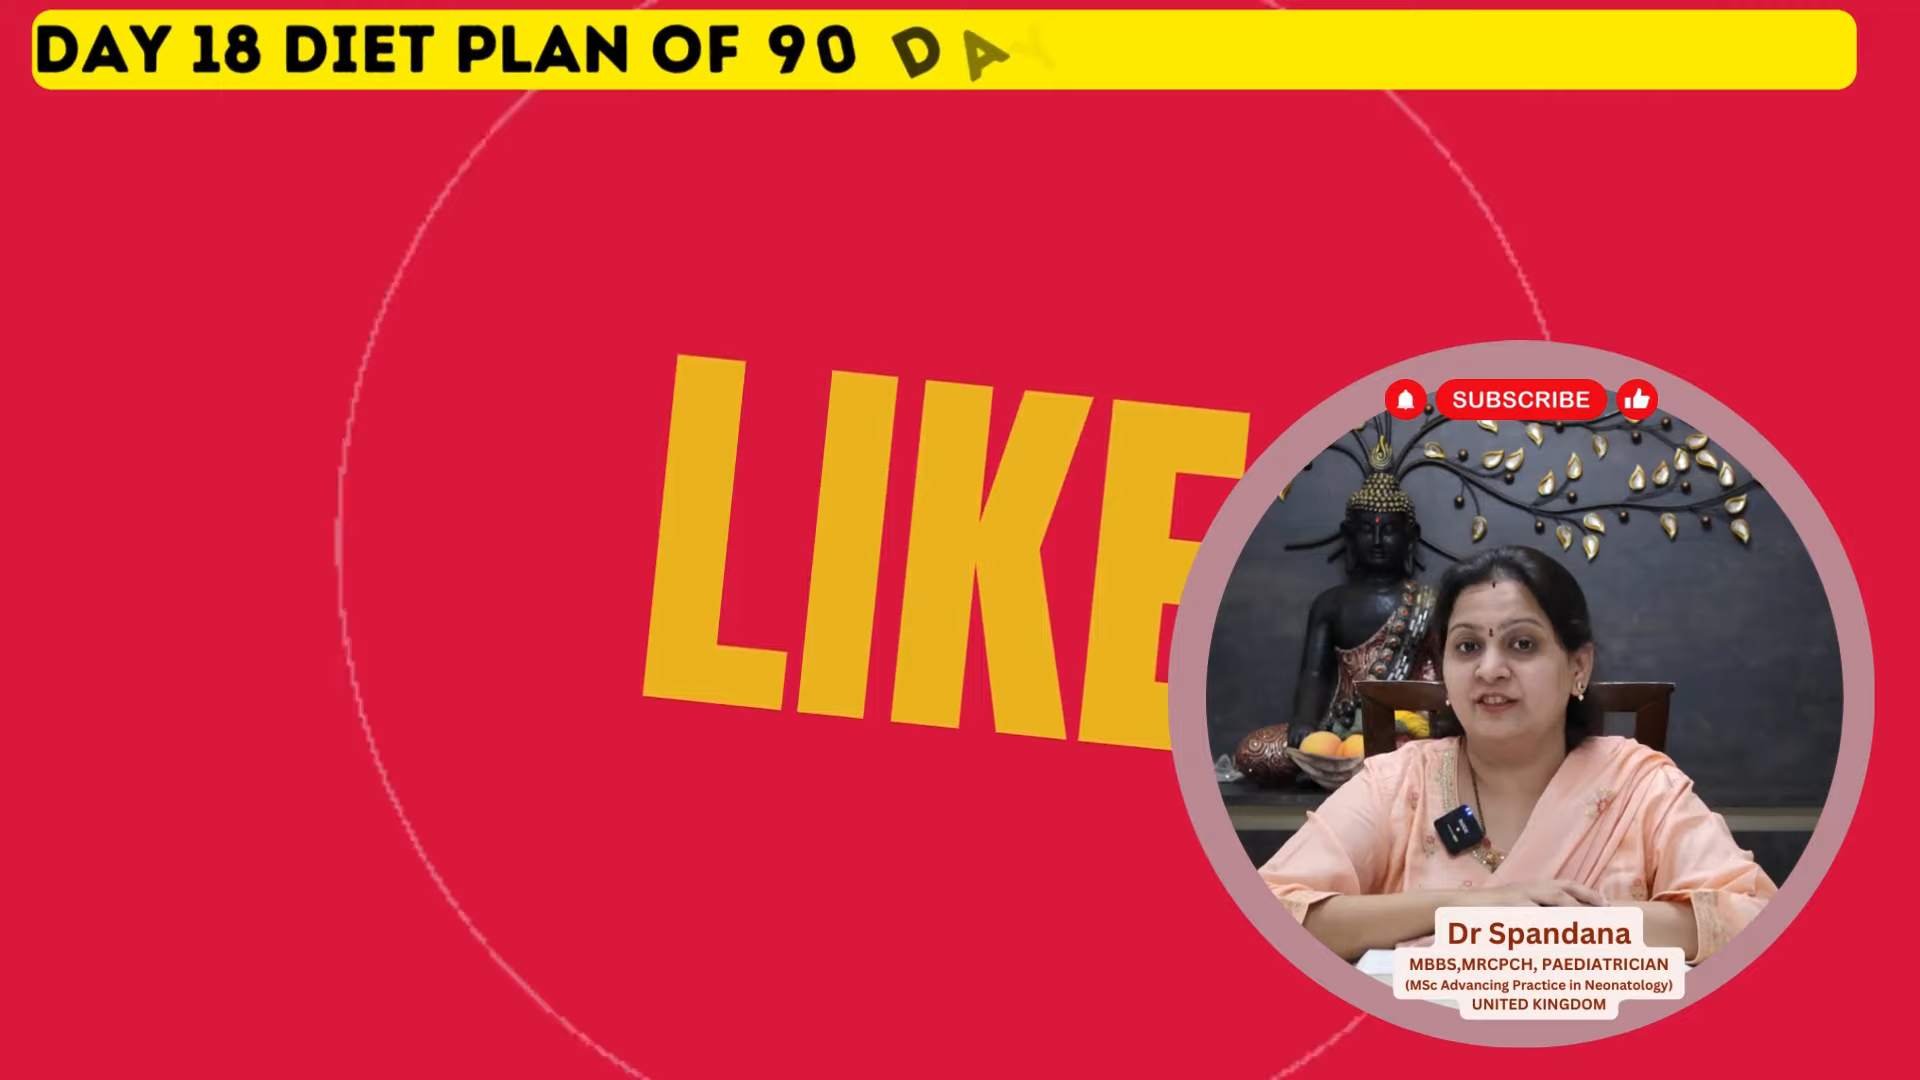 DAY 18 DIET PLAN OF 90 DAY
LIKE
SUBSCRIBE
Dr Spandana
MBBS,MRCPCH, PAEDIATRICIAN
(MSc Advancing Practice in Neonatology)
UNITED KINGDOM